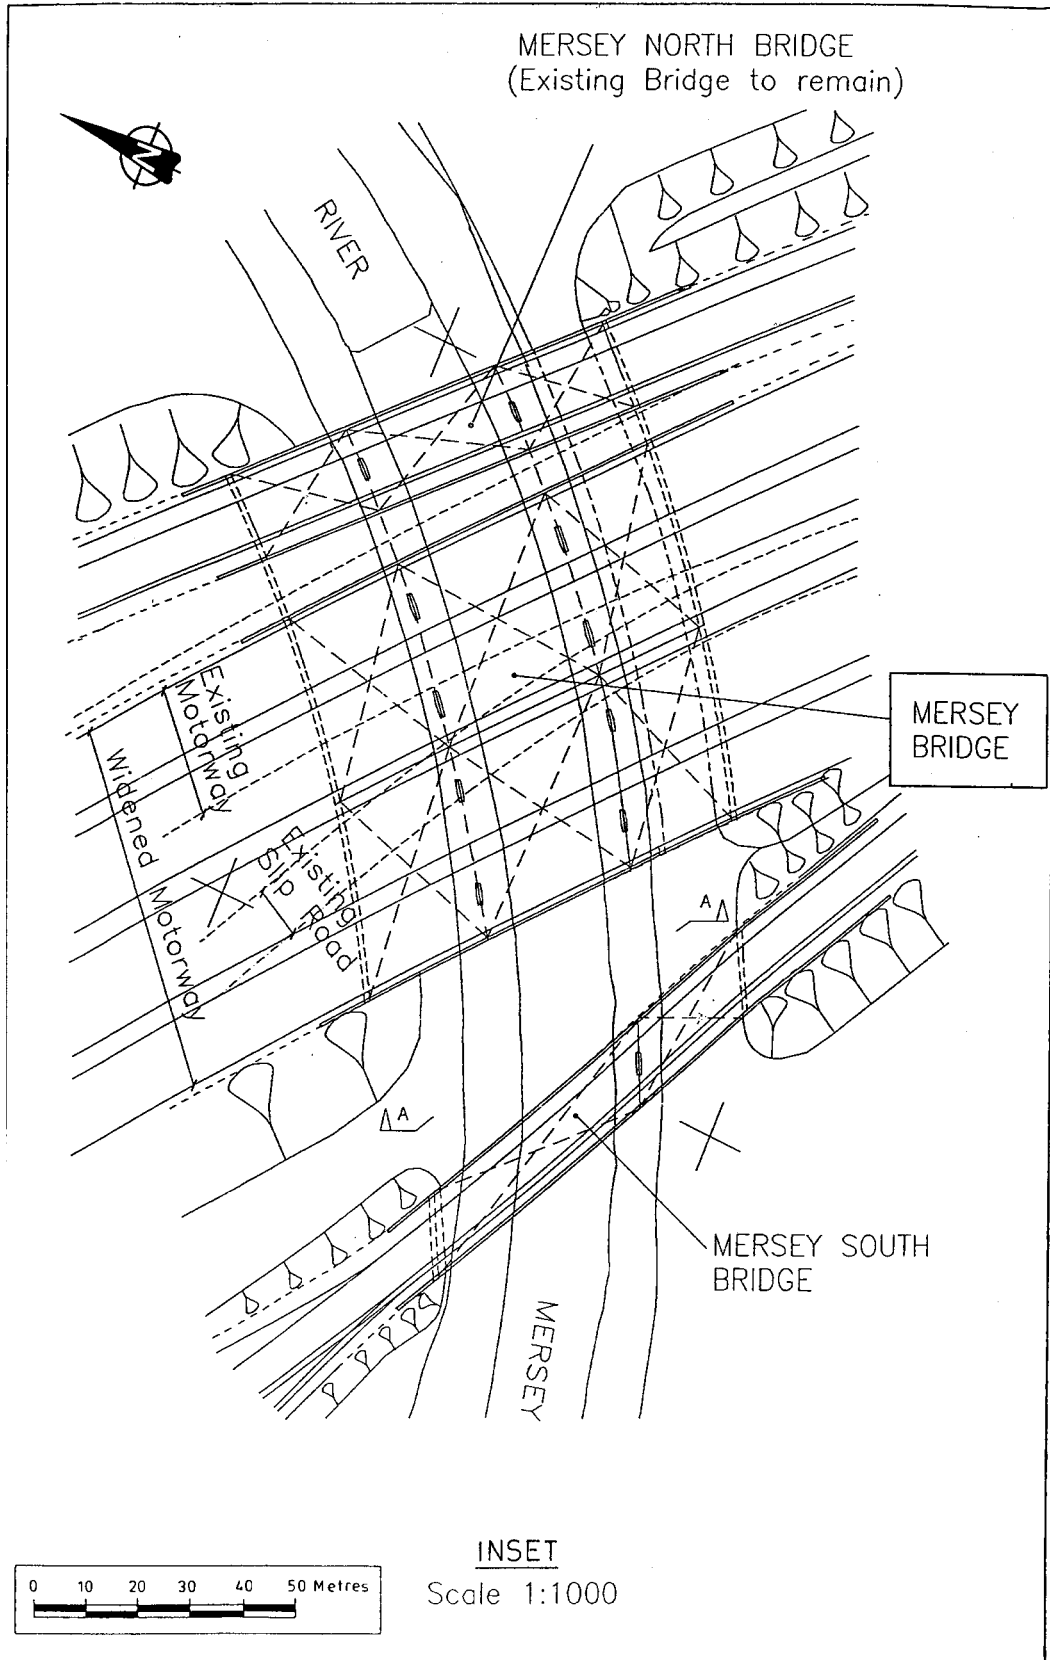 MERSEY NORTH BRIDGE
(Existing Bridge to remain)
N
RIVER
Existing
Motorway
Widened Motorway
Existing
Slip Road
MERSEY
BRIDGE
A
A
MERSEY SOUTH
BRIDGE
MERSEY
INSET
Scale 1:1000
0 10 20 30 40 50 Metres